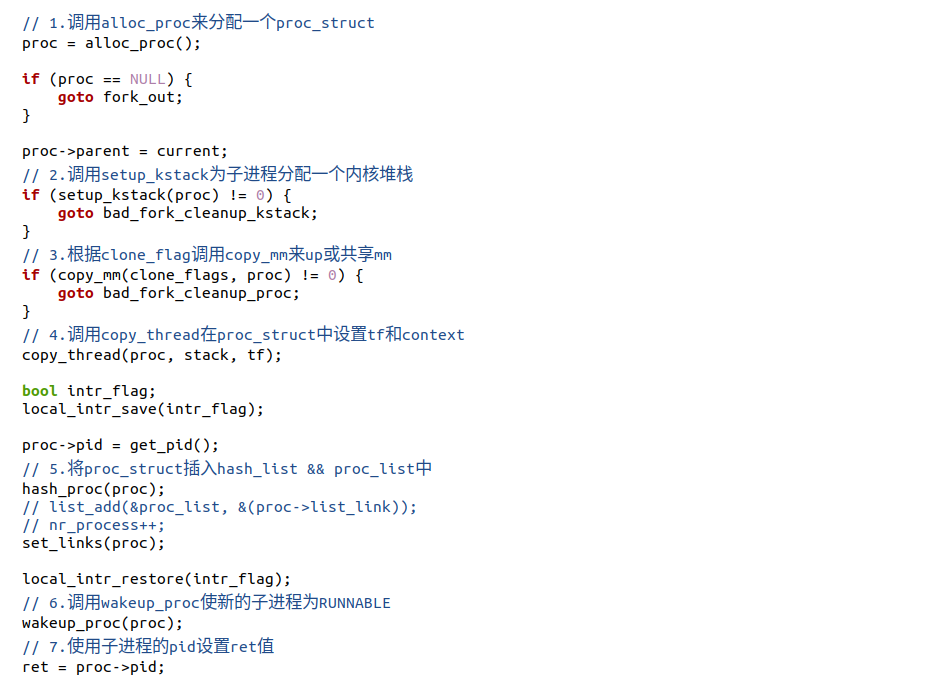 // 1.调用alloc_proc来分配一个proc_struct
proc = alloc_proc();
if (proc == NULL) {
    goto fork_out;
}
proc->parent = current;
// 2.调用setup_kstack为子进程分配一个内核堆栈
if (setup_kstack(proc) != 0) {
    goto bad_fork_cleanup_kstack;
}
// 3.根据clone_flag调用copy_mm来up或共享mm
if (copy_mm(clone_flags, proc) != 0) {
    goto bad_fork_cleanup_proc;
}
// 4.调用copy_thread在proc_struct中设置tf和context
copy_thread(proc, stack, tf);
bool intr_flag;
local_intr_save(intr_flag);
proc->pid = get_pid();
// 5.将proc_struct插入hash_list && proc_list中
hash_proc(proc);
// list_add(&proc_list, &(proc->list_link));
// nr_process++;
set_links(proc);
local_intr_restore(intr_flag);
// 6.调用wakeup_proc使新的子进程为RUNNABLE
wakeup_proc(proc);
// 7.使用子进程的pid设置ret值
ret = proc->pid;